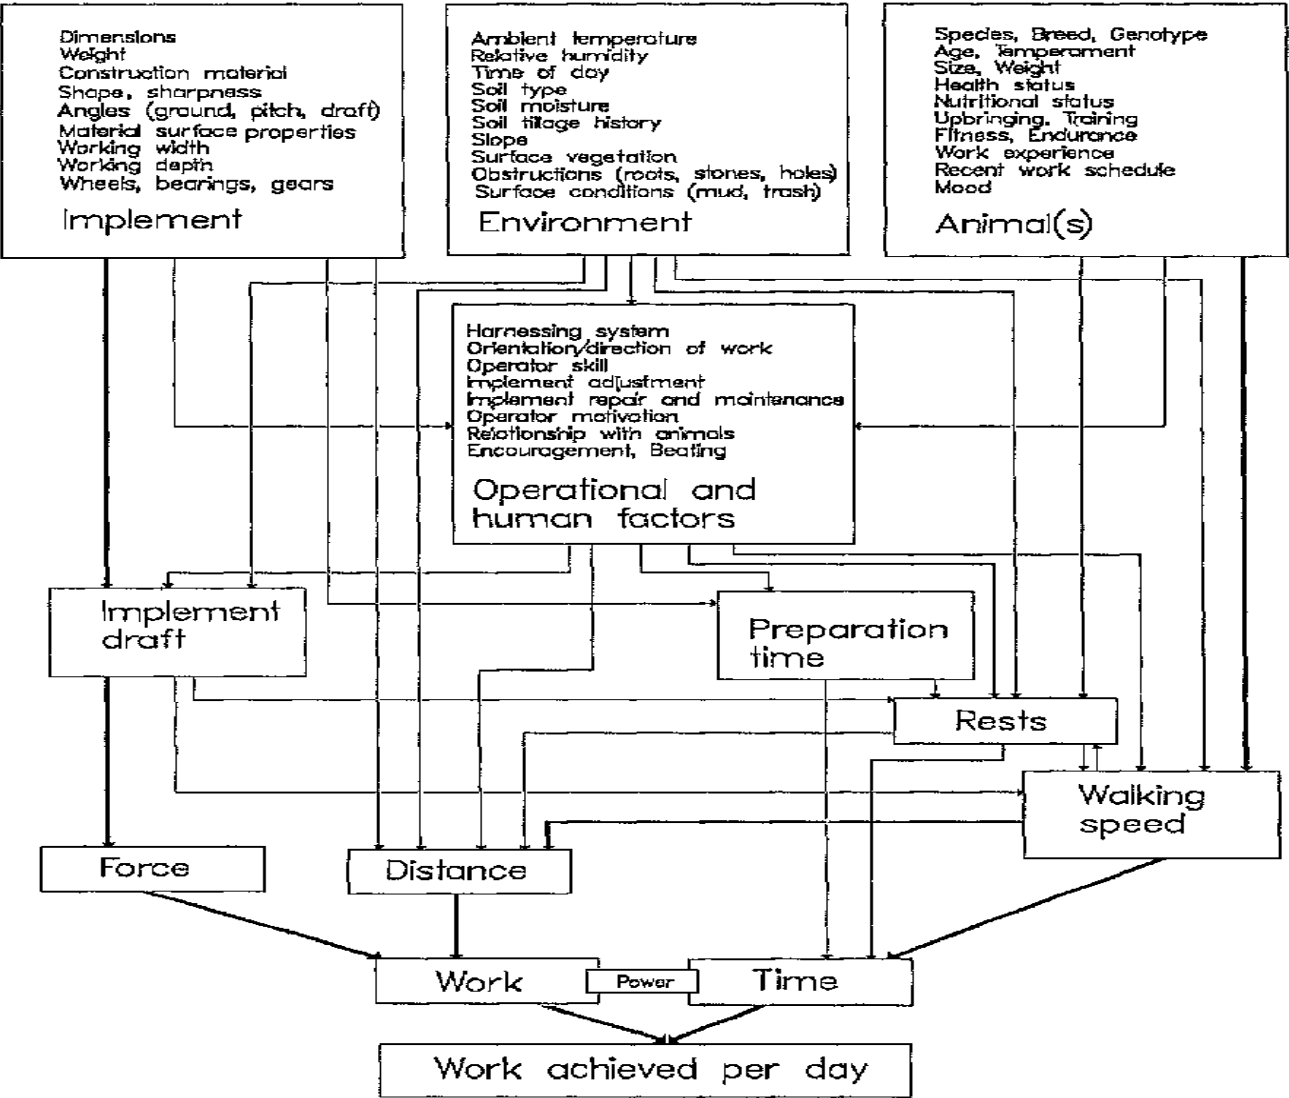 Dimensions
Weight
Construction material
Shape, sharpness
Angles (ground, pitch, draft)
Material surface properties
Working width
Working depth
Wheels, bearings, gears
Implement
Ambient temperature
Relative humidity
Time of day
Soil type
Soil moisture
Soil tillage history
Slope
Surface vegetation
Obstructions (roots, stones, holes)
Surface conditions (mud, trash)
Environment
Species, Breed, Genotype
Age, Temperament
Size, Weight
Health status
Nutritional status
Upbringing, Training
Fitness, Endurance
Work experience
Recent work schedule
Mood
Animal(s)
Harnessing system
Orientation/direction of work
Operator skill
Implement adjustment
Implement repair and maintenance
Operator motivation
Relationship with animals
Encouragement, Beating
Operational and
human factors
Implement
draft
Preparation
time
Rests
Walking
speed
Force
Distance
Work
Power
Time
Work achieved per day